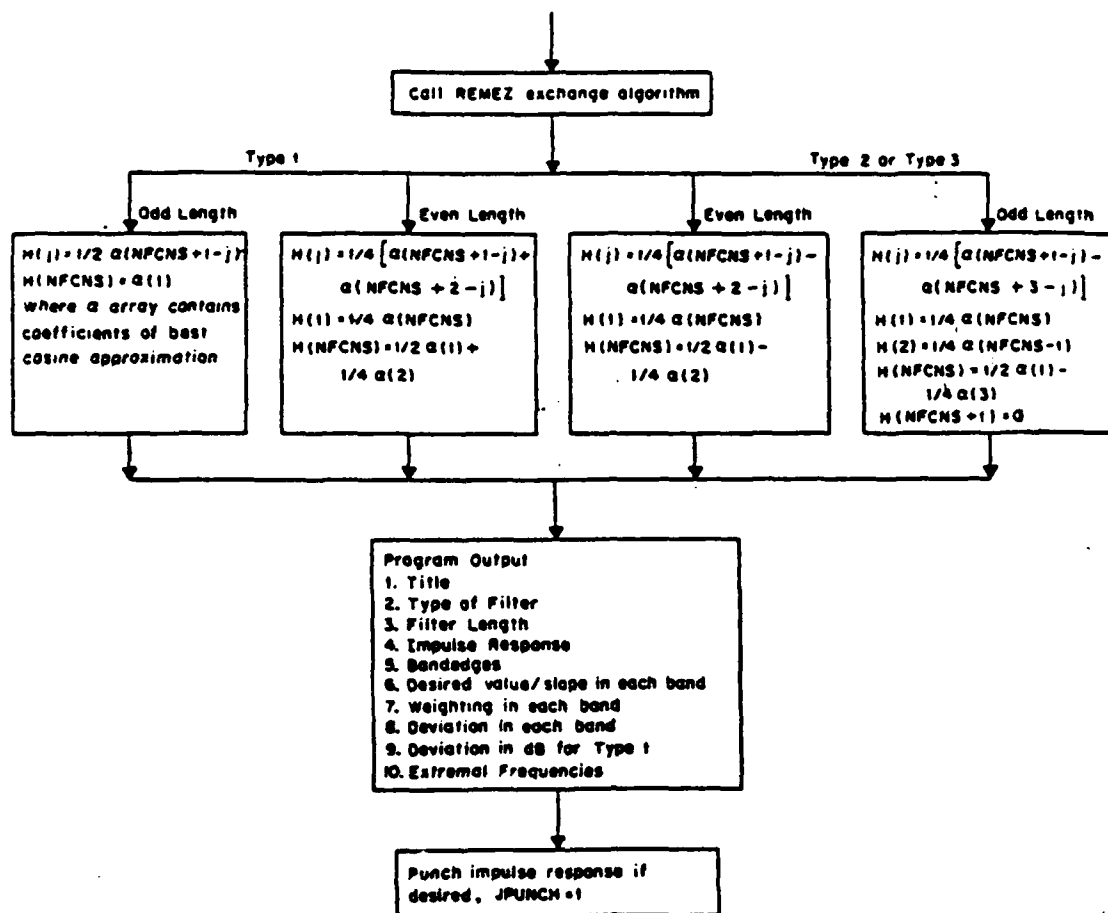 Call REMEZ exchange algorithm
Type 1
Type 2 or Type 3
Odd Length
Even Length
Even Length
Odd Length
H(j)=1/2 α(NFCNS+1-j)
H(NFCNS)=α(1)
where α array contains
coefficients of best
cosine approximation
H(j)=1/4[α(NFCNS+1-j)+
α(NFCNS+2-j)]
H(1)=1/4 α(NFCNS)
H(NFCNS)=1/2 α(1)+
1/4 α(2)
H(j)=1/4[α(NFCNS+1-j)-
α(NFCNS+2-j)]
H(1)=1/4 α(NFCNS)
H(NFCNS)=1/2 α(1)-
1/4 α(2)
H(j)=1/4[α(NFCNS+1-j)-
α(NFCNS+3-j)]
H(1)=1/4 α(NFCNS)
H(2)=1/4 α(NFCNS-1)
H(NFCNS)=1/2 α(1)-
1/4 α(3)
H(NFCNS+1)=0
Program Output
1. Title
2. Type of Filter
3. Filter Length
4. Impulse Response
5. Bandedges
6. Desired value/slope in each band
7. Weighting in each band
8. Deviation in each band
9. Deviation in dB for Type 1
10. Extremal Frequencies
Punch impulse response if
desired, JPUNCH=1